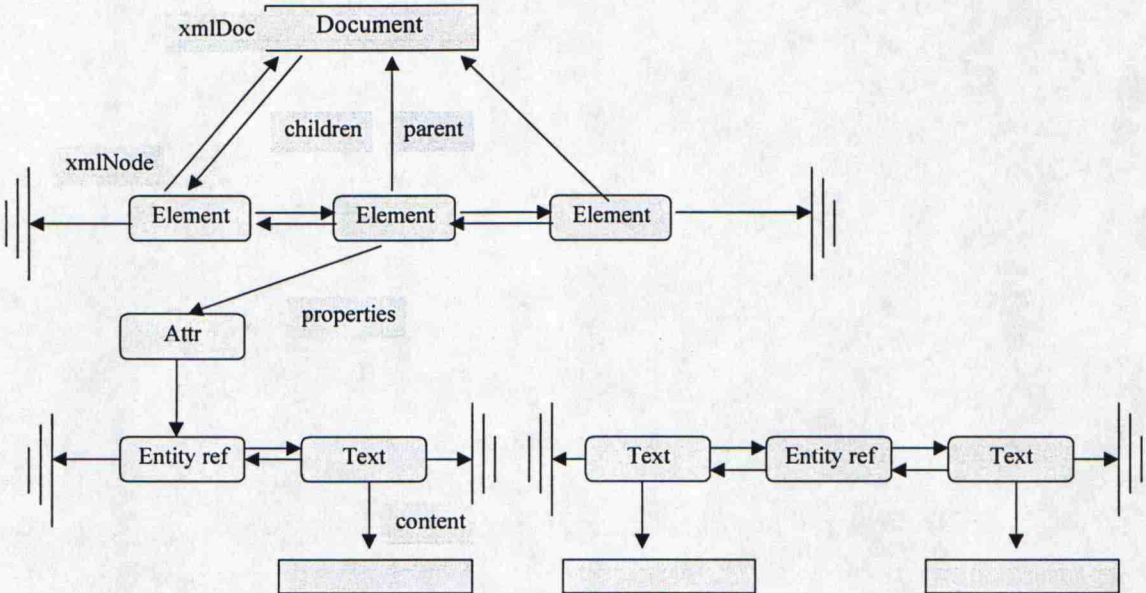 xmlDoc Document
children parent
xmlNode
Element Element Element
properties
Attr
Entity ref Text Text Entity ref Text
content